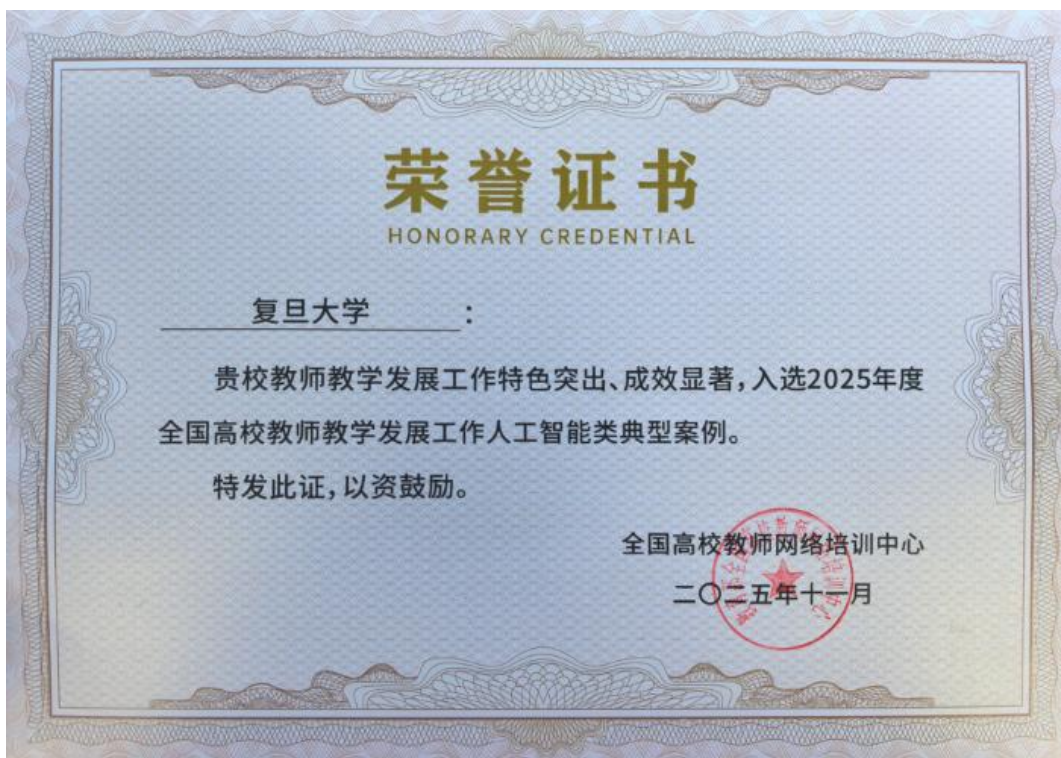 荣誉证书
HONORARY CREDENTIAL
复旦大学:
贵校教师教学发展工作特色突出、成效显著,入选2025年度
全国高校教师教学发展工作人工智能类典型案例。
特发此证,以资鼓励。
全国高校教师网络培训中心
二〇二五年十一月